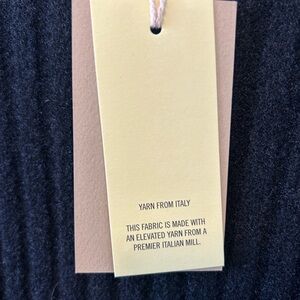 YARN FROM ITALY
THIS FABRIC IS MADE WITH
AN ELEVATED YARN FROM A
PREMIER ITALIAN MILL.